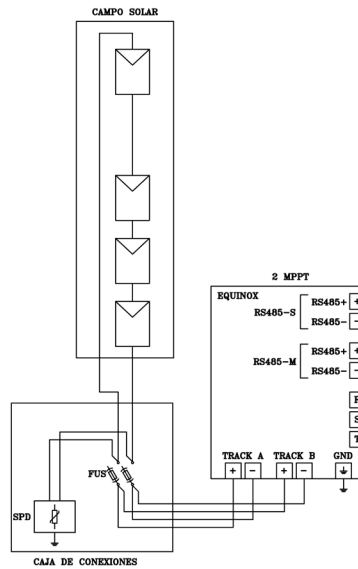 CAMPO SOLAR
2 MPPT
EQUINOX
RS485-S
RS485+ +
RS485- -
RS485-M
RS485+ +
RS485- -
S
T
TRACK A TRACK B GND
+ - + -
FUS
SPD
CAJA DE CONEXIONES